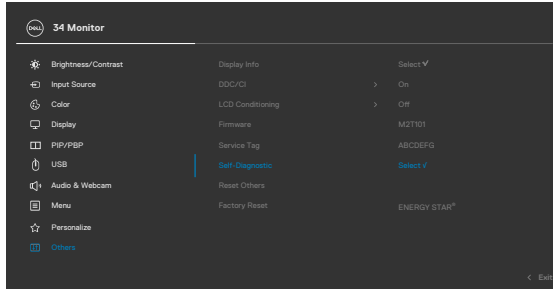 DELL 34 Monitor
Brightness/Contrast Display Info Select √
Input Source DDC/CI > On
Color LCD Conditioning > Off
Display Firmware M2T101
PIP/PBP Service Tag ABCDEFG
USB Self-Diagnostic Select √
Audio & Webcam Reset Others
Menu Factory Reset ENERGY STAR®
Personalize
Others
< Exit